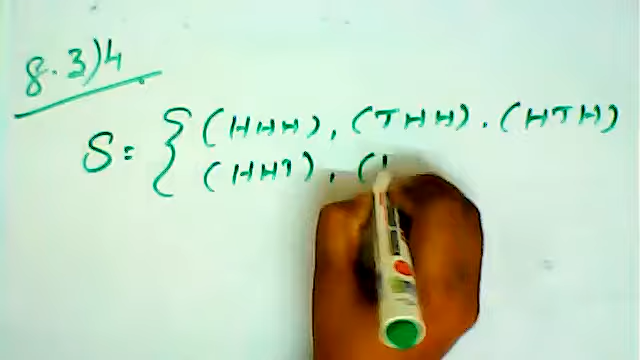 8.3)4
S = { (HHH), (THH). (HTH)
(HHT), (